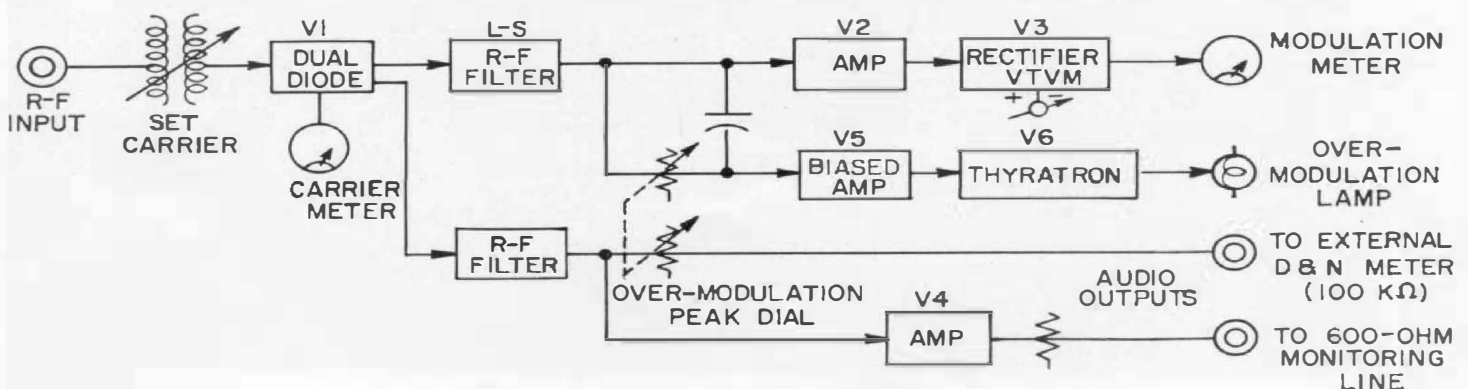 R-F
INPUT
SET
CARRIER
V1
DUAL
DIODE
CARRIER
METER
L-S
R-F
FILTER
R-F
FILTER
OVER-MODULATION
PEAK DIAL
V2
AMP
V3
RECTIFIER
VTVM
+ -
MODULATION
METER
V5
BIASED
AMP
V6
THYRATRON
OVER-
MODULATION
LAMP
TO EXTERNAL
D & N METER
(100 KΩ)
V4
AMP
AUDIO
OUTPUTS
TO 600-OHM
MONITORING
LINE